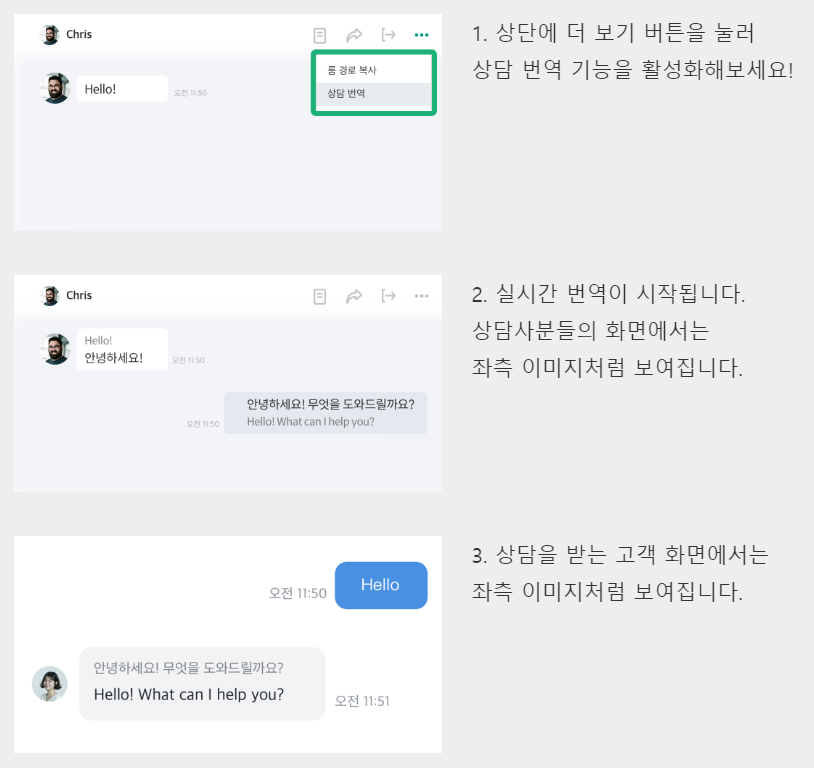 Chris
Hello!
오전 11:50
룸 경로 복사
상담 번역
1. 상단에 더 보기 버튼을 눌러
상담 번역 기능을 활성화해보세요!
Chris
Hello!
안녕하세요!
오전 11:50
안녕하세요! 무엇을 도와드릴까요?
Hello! What can I help you?
오전 11:50
2. 실시간 번역이 시작됩니다.
상담사분들의 화면에서는
좌측 이미지처럼 보여집니다.
오전 11:50
Hello
안녕하세요! 무엇을 도와드릴까요?
Hello! What can I help you?
오전 11:51
3. 상담을 받는 고객 화면에서는
좌측 이미지처럼 보여집니다.